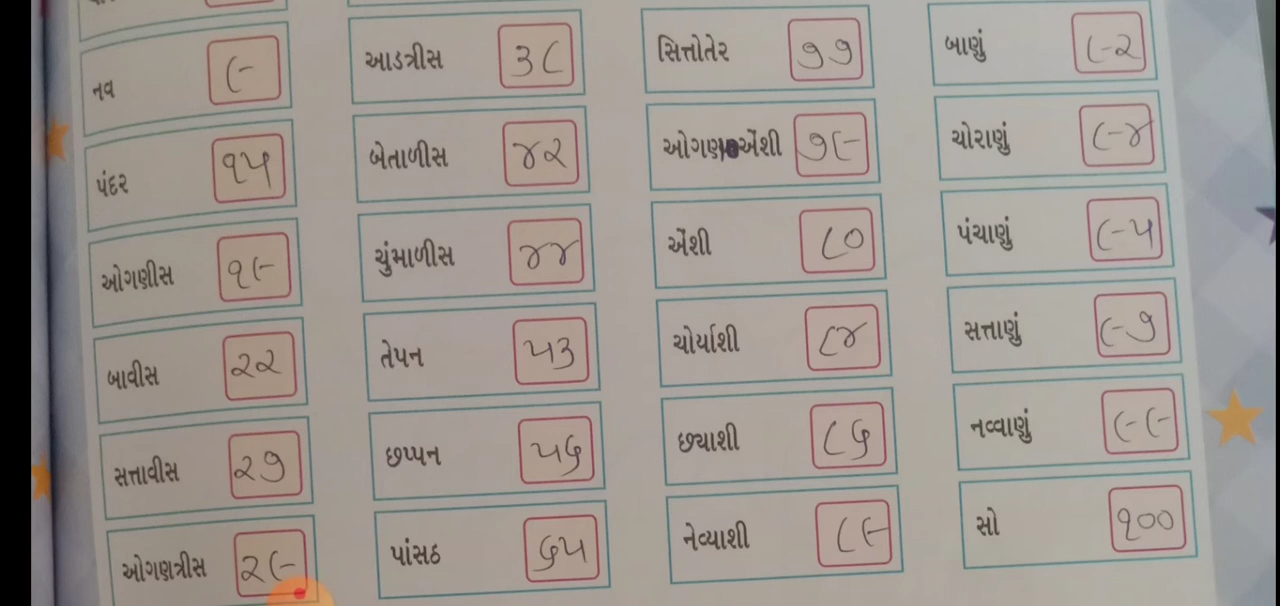 નવ ૯
પંદર ૧૫
ઓગણીસ ૧૯
બાવીસ ૨૨
સત્તાવીસ ૨૭
ઓગણત્રીસ ૨૯
આડત્રીસ ૩૮
બેતાળીસ ૪૨
ચુંમાળીસ ૪૪
તેપન ૫૩
છપ્પન ૫૬
પાંસઠ ૬૫
સિત્તોતેર ૭૭
ઓગણએંશી ૭૯
એંશી ૮૦
ચોર્યાશી ૮૪
છ્યાશી ૮૬
નેવ્યાશી ૮૯
બાણું ૯૨
ચોરાણું ૯૪
પંચાણું ૯૫
સત્તાણું ૯૭
નવ્વાણું ૯૯
સો ૧૦૦